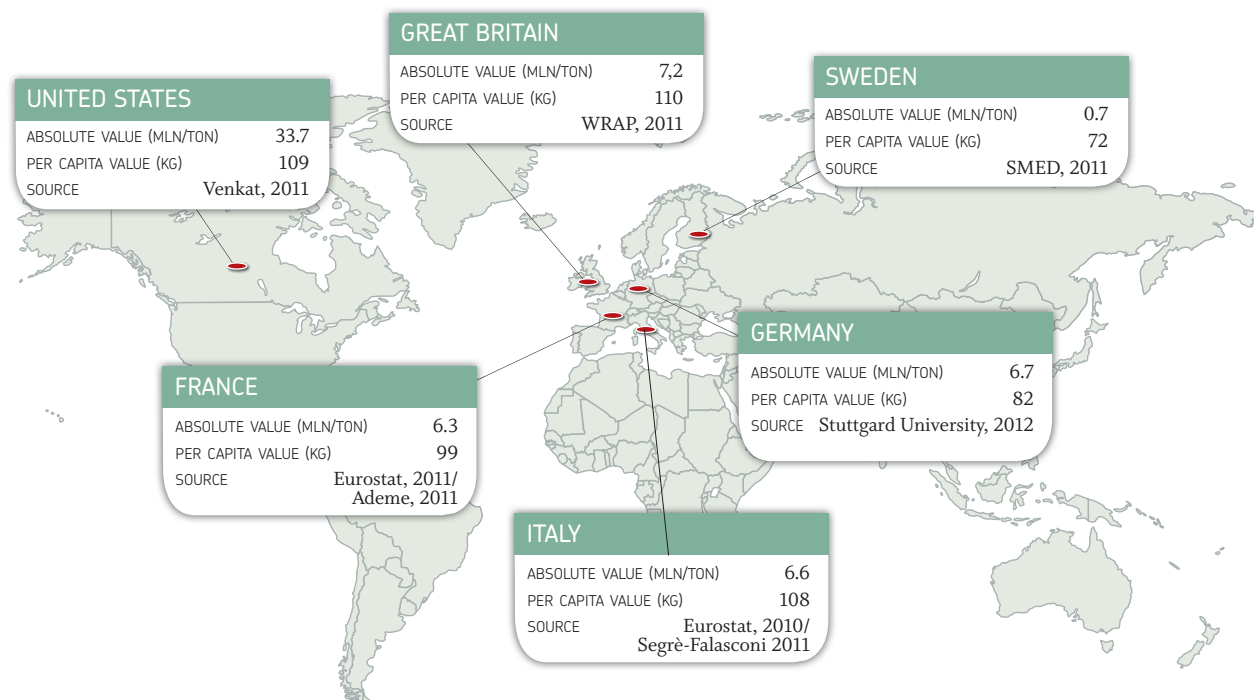 GREAT BRITAIN
ABSOLUTE VALUE (MLN/TON) 7,2
PER CAPITA VALUE (KG) 110
SOURCE WRAP, 2011
SWEDEN
ABSOLUTE VALUE (MLN/TON) 0.7
PER CAPITA VALUE (KG) 72
SOURCE SMED, 2011
UNITED STATES
ABSOLUTE VALUE (MLN/TON) 33.7
PER CAPITA VALUE (KG) 109
SOURCE Venkat, 2011
GERMANY
ABSOLUTE VALUE (MLN/TON) 6.7
PER CAPITA VALUE (KG) 82
SOURCE Stuttgard University, 2012
FRANCE
ABSOLUTE VALUE (MLN/TON) 6.3
PER CAPITA VALUE (KG) 99
SOURCE Eurostat, 2011/
Ademe, 2011
ITALY
ABSOLUTE VALUE (MLN/TON) 6.6
PER CAPITA VALUE (KG) 108
SOURCE Eurostat, 2010/
Segrè-Falasconi 2011